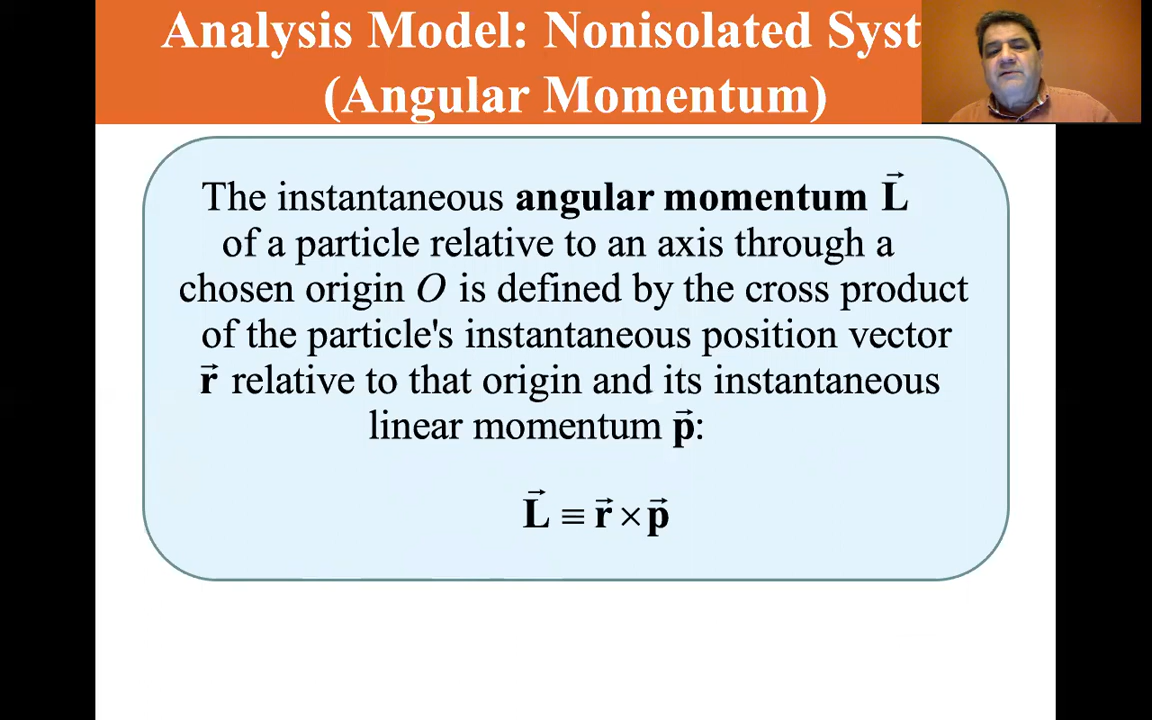 Analysis Model: Nonisolated Syst
(Angular Momentum)
The instantaneous angular momentum L⃗
of a particle relative to an axis through a
chosen origin O is defined by the cross product
of the particle's instantaneous position vector
r⃗ relative to that origin and its instantaneous
linear momentum p⃗:
L⃗ ≡ r⃗ × p⃗